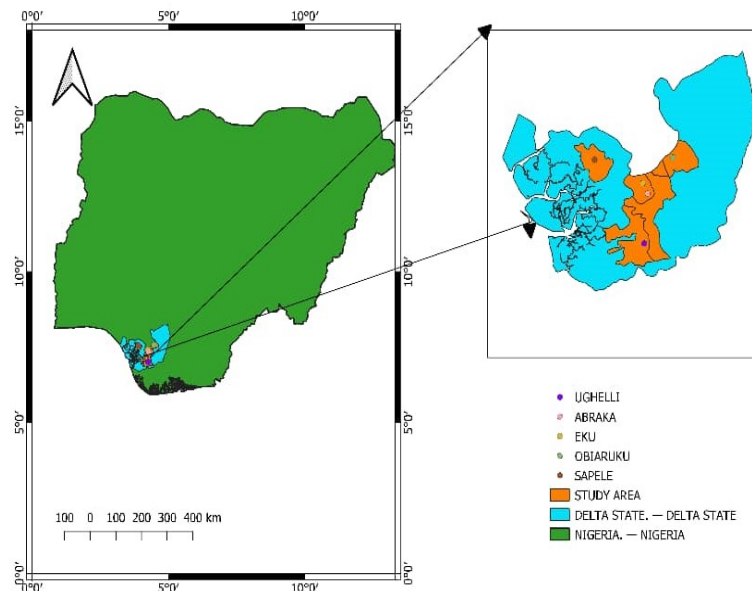 0°0' 5°0' 10°0'
15°0' 15°0'
10°0' 10°0'
5°0' 5°0'
100 0 100 200 300 400 km
0°0' 0°0'
0°0' 5°0' 10°0'
UGHELLI
ABRAKA
EKU
OBIARUKU
SAPELE
STUDY AREA
DELTA STATE. — DELTA STATE
NIGERIA. — NIGERIA